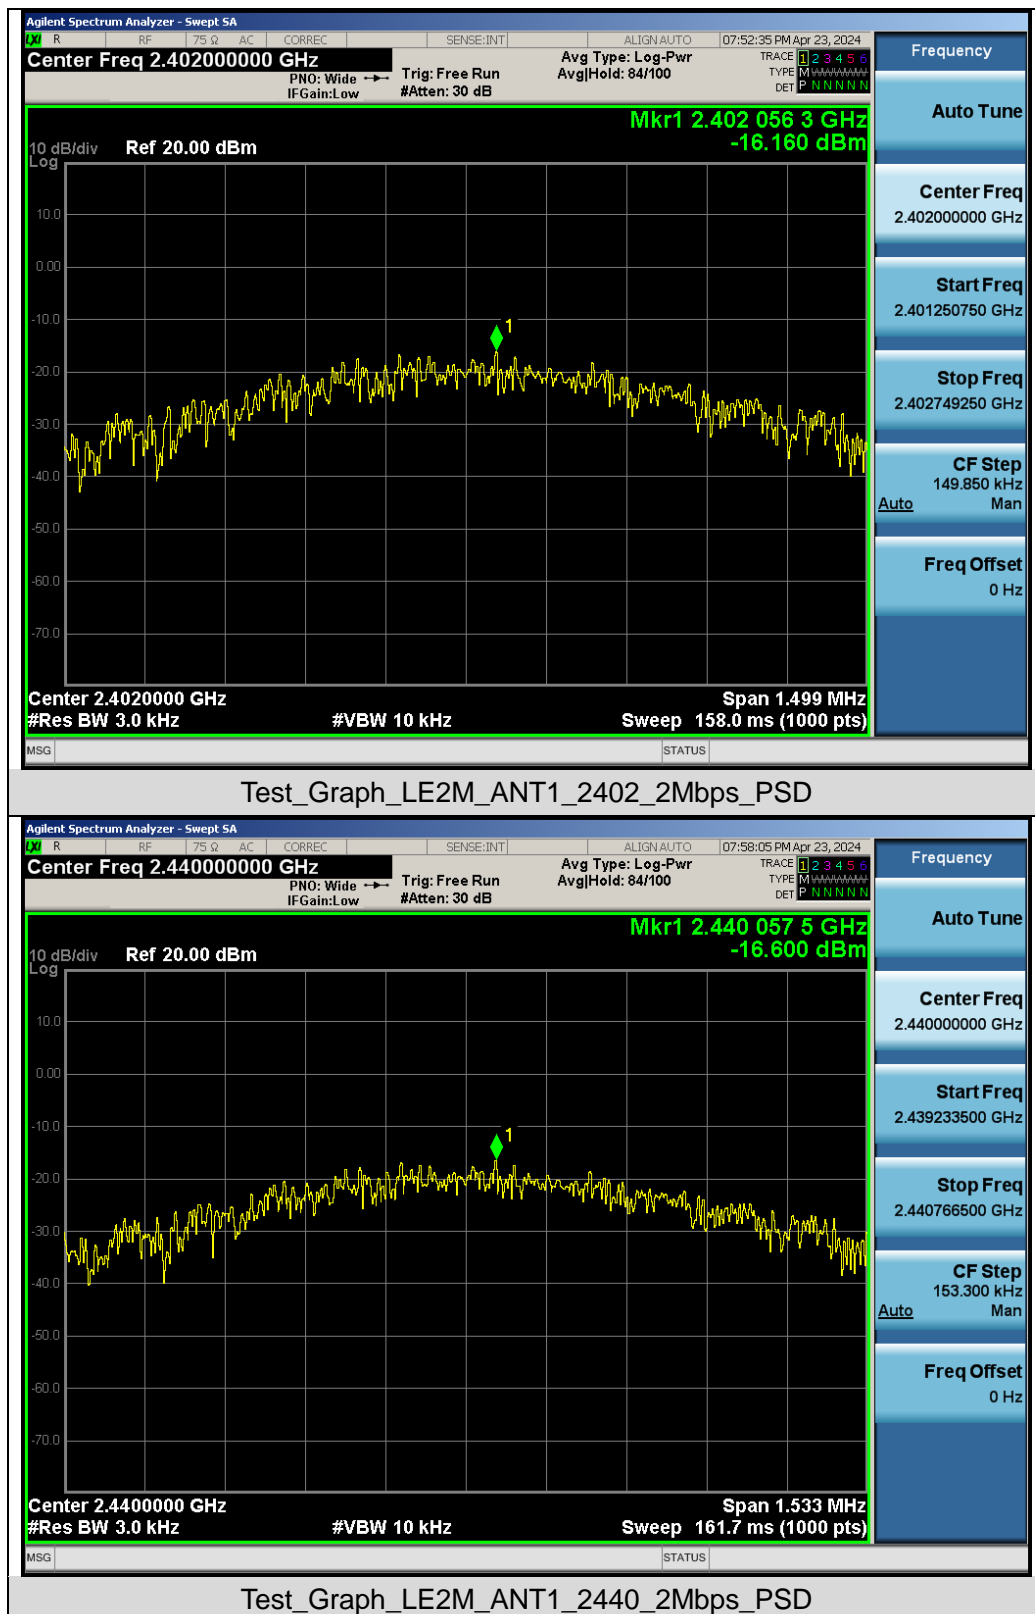 Agilent Spectrum Analyzer - Swept SA
LXI R RF 75 Ω AC CORREC SENSE:INT ALIGN AUTO 07:52:35 PM Apr 23, 2024
Center Freq 2.402000000 GHz
PNO: Wide
IFGain:Low
Trig: Free Run
#Atten: 30 dB
Avg Type: Log-Pwr
Avg|Hold: 84/100
TRACE 1 2 3 4 5 6
TYPE M
DET P N N N N N
Mkr1 2.402 056 3 GHz
-16.160 dBm
10 dB/div Ref 20.00 dBm
Log
10.0
0.00
-10.0
-20.0
-30.0
-40.0
-50.0
-60.0
-70.0
1
Center 2.4020000 GHz Span 1.499 MHz
#Res BW 3.0 kHz #VBW 10 kHz Sweep 158.0 ms (1000 pts)
MSG STATUS
Frequency
Auto Tune
Center Freq
2.402000000 GHz
Start Freq
2.401250750 GHz
Stop Freq
2.402749250 GHz
CF Step
149.850 kHz
Auto Man
Freq Offset
0 Hz
Test_Graph_LE2M_ANT1_2402_2Mbps_PSD
Agilent Spectrum Analyzer - Swept SA
LXI R RF 75 Ω AC CORREC SENSE:INT ALIGN AUTO 07:58:05 PM Apr 23, 2024
Center Freq 2.440000000 GHz
PNO: Wide
IFGain:Low
Trig: Free Run
#Atten: 30 dB
Avg Type: Log-Pwr
Avg|Hold: 84/100
TRACE 1 2 3 4 5 6
TYPE M
DET P N N N N N
Mkr1 2.440 057 5 GHz
-16.600 dBm
10 dB/div Ref 20.00 dBm
Log
10.0
0.00
-10.0
-20.0
-30.0
-40.0
-50.0
-60.0
-70.0
1
Center 2.4400000 GHz Span 1.533 MHz
#Res BW 3.0 kHz #VBW 10 kHz Sweep 161.7 ms (1000 pts)
MSG STATUS
Frequency
Auto Tune
Center Freq
2.440000000 GHz
Start Freq
2.439233500 GHz
Stop Freq
2.440766500 GHz
CF Step
153.300 kHz
Auto Man
Freq Offset
0 Hz
Test_Graph_LE2M_ANT1_2440_2Mbps_PSD